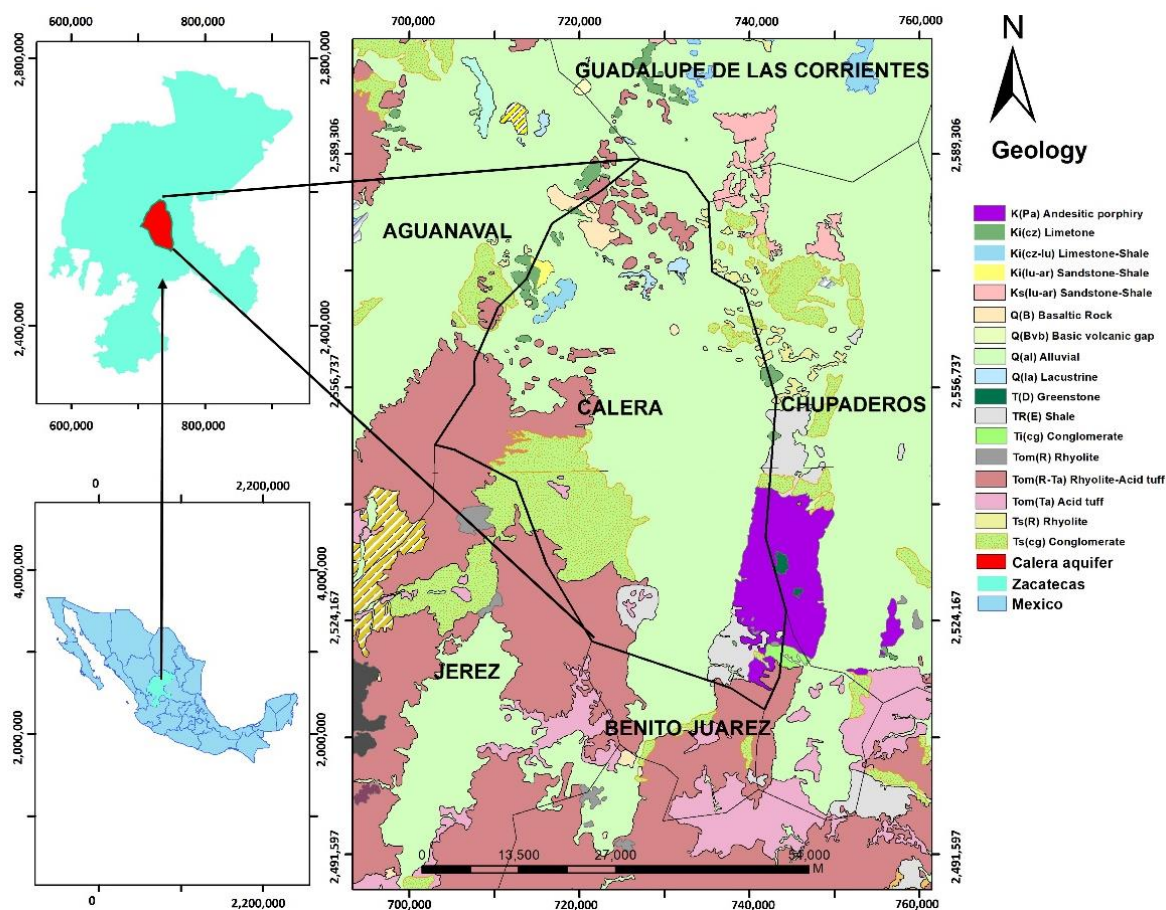 600,000
800,000
2,800,000
2,400,000
600,000
800,000
0
2,200,000
4,000,000
2,000,000
0
2,200,000
700,000
720,000
740,000
760,000
2,589,306
2,556,737
2,524,167
2,491,597
2,800,000
2,400,000
4,000,000
2,000,000
GUADALUPE DE LAS CORRIENTES
AGUANAVAL
CALERA
CHUPADEROS
JEREZ
BENITO JUAREZ
0
13,500
27,000
54,000
M
2,589,306
2,556,737
2,524,167
2,491,597
700,000
720,000
740,000
760,000
N
Geology
K(Pa) Andesitic porphiry
Ki(cz) Limetone
Ki(cz-lu) Limestone-Shale
Ki(lu-ar) Sandstone-Shale
Ks(lu-ar) Sandstone-Shale
Q(B) Basaltic Rock
Q(Bvb) Basic volcanic gap
Q(al) Alluvial
Q(la) Lacustrine
T(D) Greenstone
TR(E) Shale
Ti(cg) Conglomerate
Tom(R) Rhyolite
Tom(R-Ta) Rhyolite-Acid tuff
Tom(Ta) Acid tuff
Ts(R) Rhyolite
Ts(cg) Conglomerate
Calera aquifer
Zacatecas
Mexico